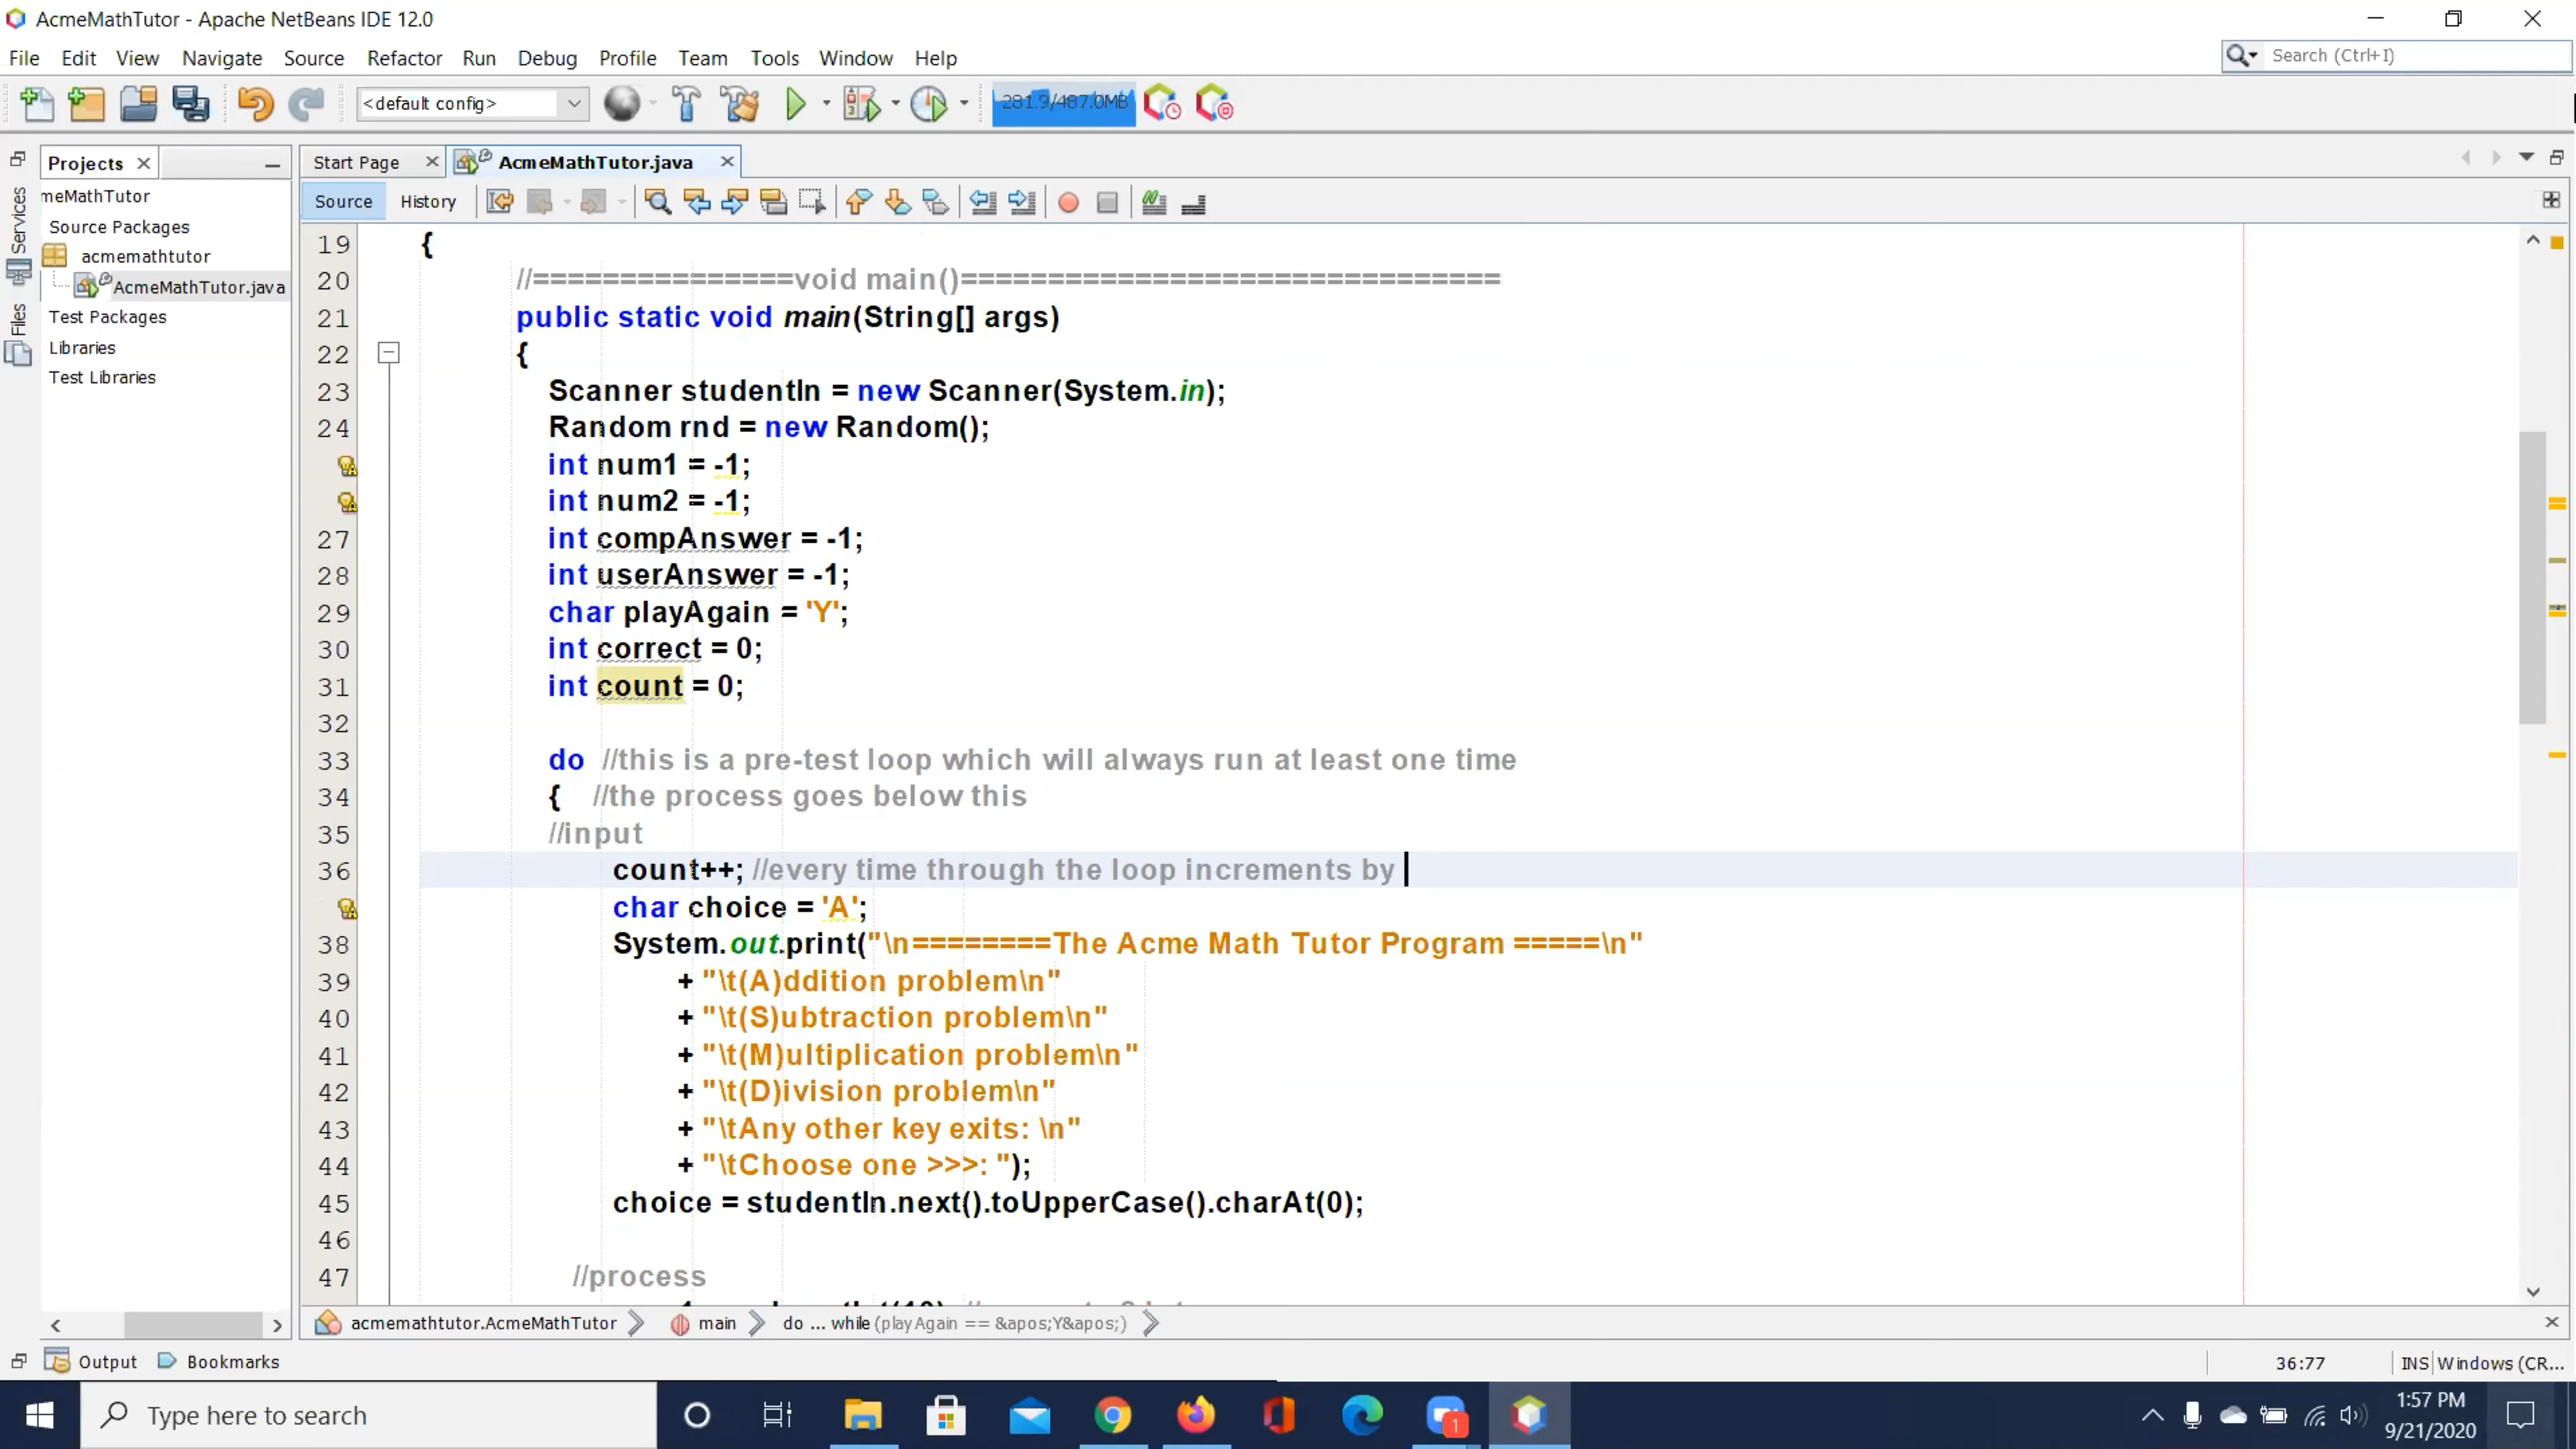 AcmeMathTutor - Apache NetBeans IDE 12.0
File Edit View Navigate Source Refactor Run Debug Profile Team Tools Window Help
Search (Ctrl+I)
<default config>
281.9/487.0MB
Projects
Start Page
AcmeMathTutor.java
Source History
Services
Files
meMathTutor
Source Packages
acmemathtutor
AcmeMathTutor.java
Test Packages
Libraries
Test Libraries
19 {
20 //===============void main()===============================
21 public static void main(String[] args)
22 {
23 Scanner studentIn = new Scanner(System.in);
24 Random rnd = new Random();
int num1 = -1;
int num2 = -1;
27 int compAnswer = -1;
28 int userAnswer = -1;
29 char playAgain = 'Y';
30 int correct = 0;
31 int count = 0;
32
33 do //this is a pre-test loop which will always run at least one time
34 { //the process goes below this
35 //input
36 count++; //every time through the loop increments by
char choice = 'A';
38 System.out.print("\n========The Acme Math Tutor Program =====\n"
39 + "\t(A)ddition problem\n"
40 + "\t(S)ubtraction problem\n"
41 + "\t(M)ultiplication problem\n"
42 + "\t(D)ivision problem\n"
43 + "\tAny other key exits: \n"
44 + "\tChoose one >>>: ");
45 choice = studentIn.next().toUpperCase().charAt(0);
46
47 //process
acmemathtutor.AcmeMathTutor main do ... while (playAgain == &apos;Y&apos;)
Output Bookmarks
36:77 INS Windows (CR...
Type here to search
1
1:57 PM
9/21/2020